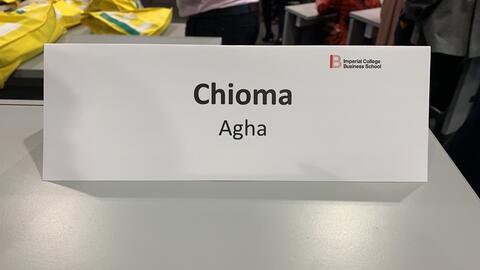 Imperial College
Business School
Chioma
Agha